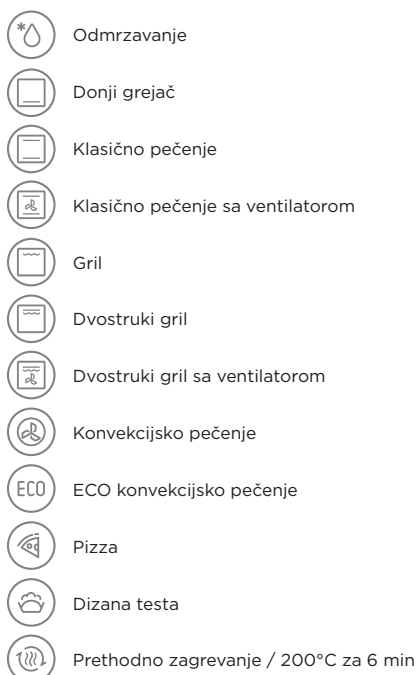 Odmrzavanje
Donji grejač
Klasično pečenje
Klasično pečenje sa ventilatorom
Gril
Dvostruki gril
Dvostruki gril sa ventilatorom
Konvekcijsko pečenje
ECO ECO konvekcijsko pečenje
Pizza
Dizana testa
Prethodno zagrevanje / 200°C za 6 min